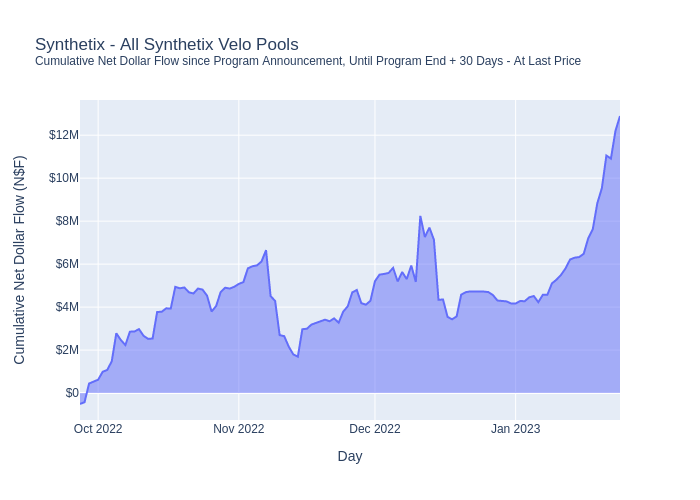 Synthetix - All Synthetix Velo Pools
Cumulative Net Dollar Flow since Program Announcement, Until Program End + 30 Days - At Last Price
Cumulative Net Dollar Flow (N$F)
$12M
$10M
$8M
$6M
$4M
$2M
$0
Oct 2022 Nov 2022 Dec 2022 Jan 2023
Day